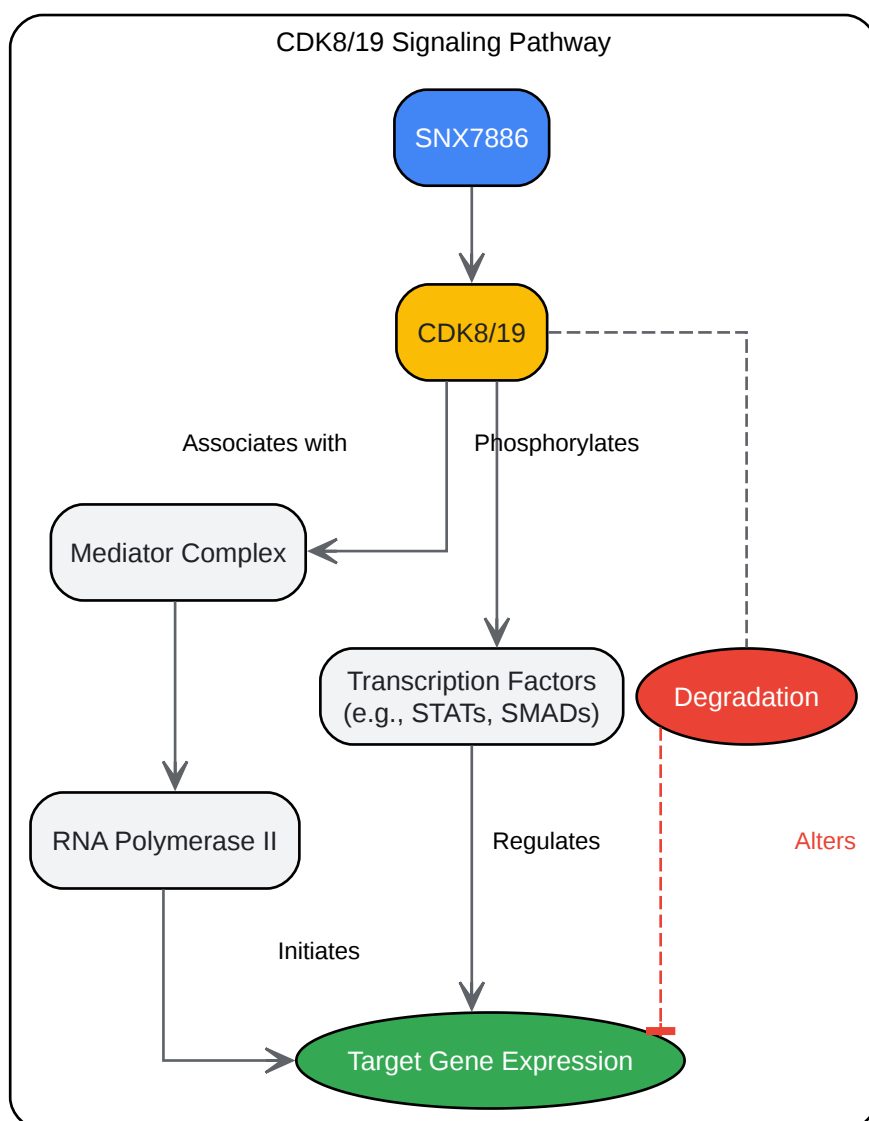 CDK8/19 Signaling Pathway
SNX7886
CDK8/19
Associates with
Phosphorylates
Mediator Complex
Transcription Factors
(e.g., STATs, SMADs)
Degradation
RNA Polymerase II
Regulates
Alters
Initiates
Target Gene Expression